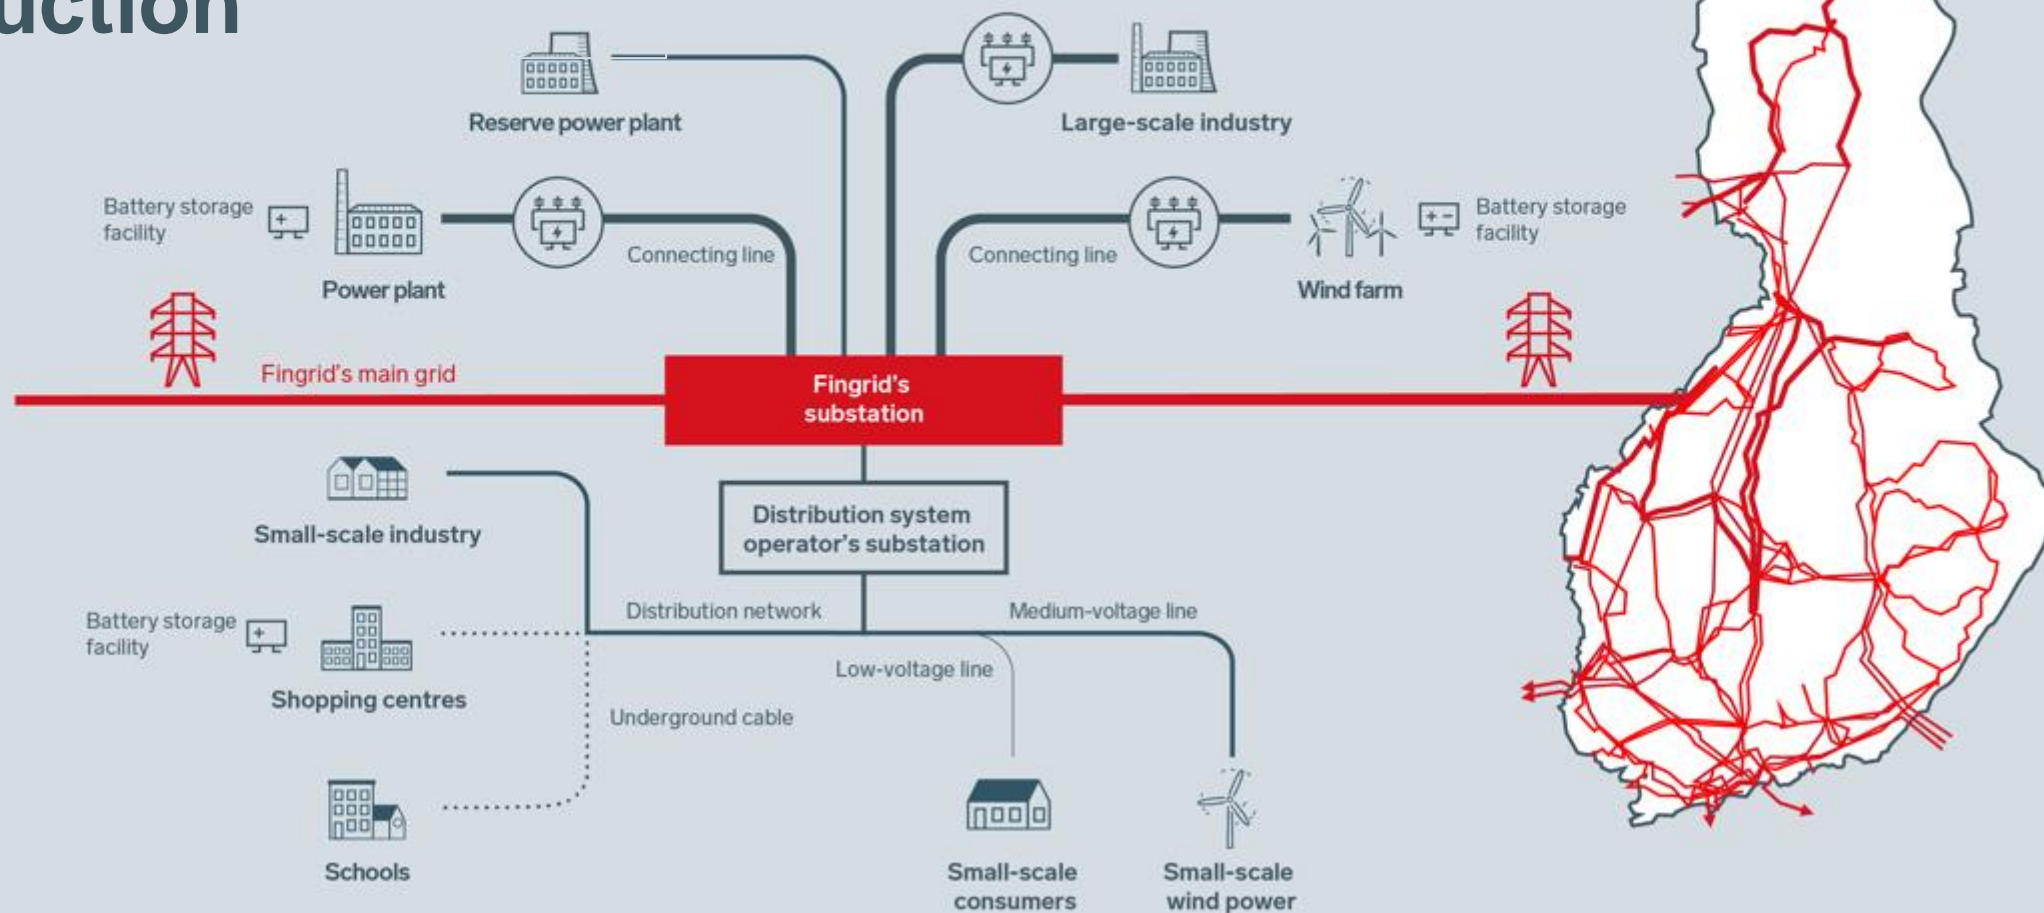 uction
Reserve power plant
Large-scale industry
Battery storage
facility
Power plant
Connecting line
Connecting line
Wind farm
Battery storage
facility
Fingrid's main grid
Fingrid's
substation
Small-scale industry
Distribution system
operator's substation
Distribution network
Medium-voltage line
Battery storage
facility
Shopping centres
Low-voltage line
Underground cable
Schools
Small-scale
consumers
Small-scale
wind power